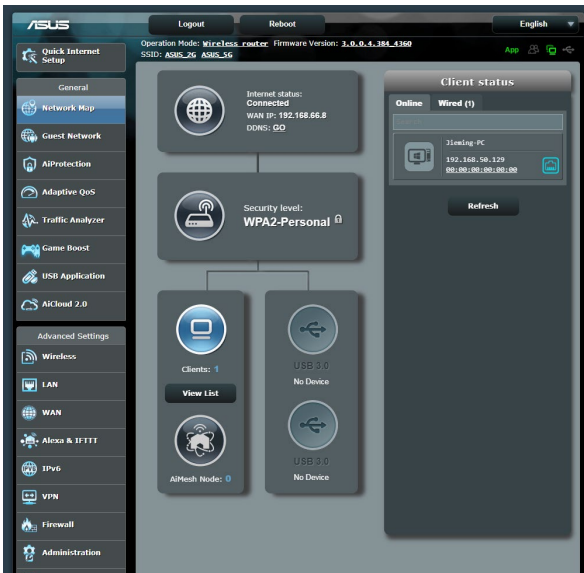 ASUS
Logout
Reboot
English
Quick Internet
Setup
Operation Mode: Wireless router Firmware Version: 3.0.0.4.384_4360
SSID: ASUS_2G ASUS_5G
App
General
Network Map
Guest Network
AiProtection
Adaptive QoS
Traffic Analyzer
Game Boost
USB Application
AiCloud 2.0
Advanced Settings
Wireless
LAN
WAN
Alexa & IFTTT
IPv6
VPN
Firewall
Administration
Internet status:
Connected
WAN IP: 192.168.66.8
DDNS: GO
Security level:
WPA2-Personal
Clients: 1
View List
AiMesh Node: 0
USB 3.0
No Device
USB 3.0
No Device
Client status
Online
Wired (1)
Jieming-PC
192.168.50.129
00:00:00:00:00:00
Refresh